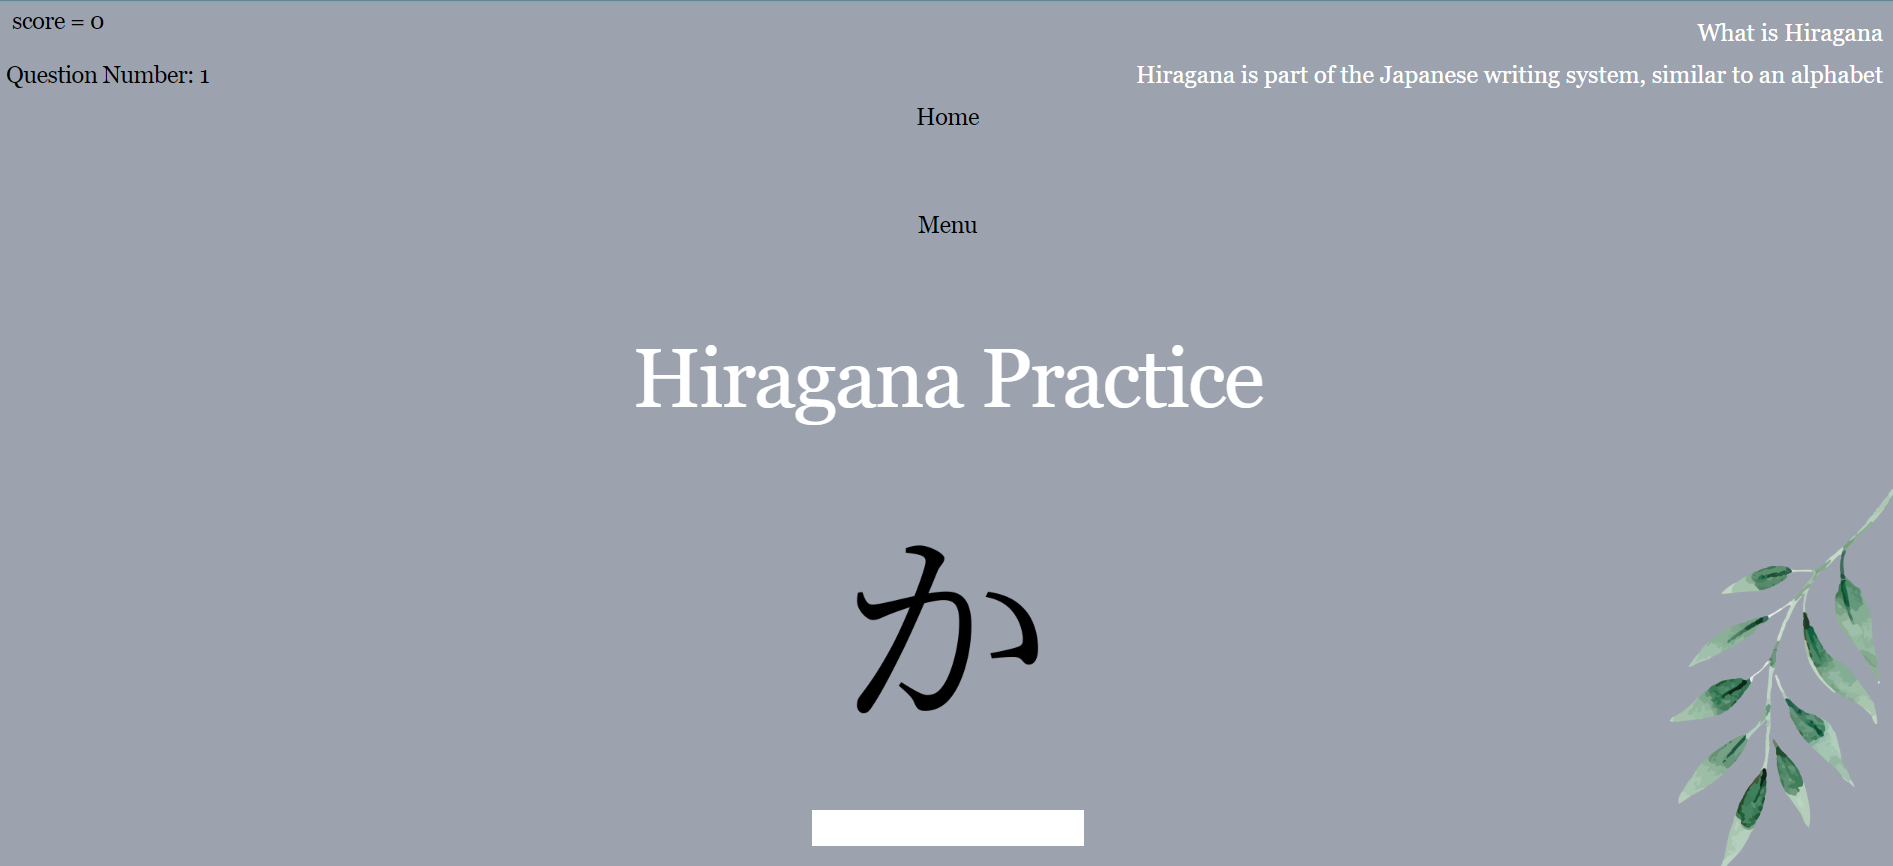 score = 0
What is Hiragana
Question Number: 1
Hiragana is part of the Japanese writing system, similar to an alphabet
Home
Menu
Hiragana Practice
か